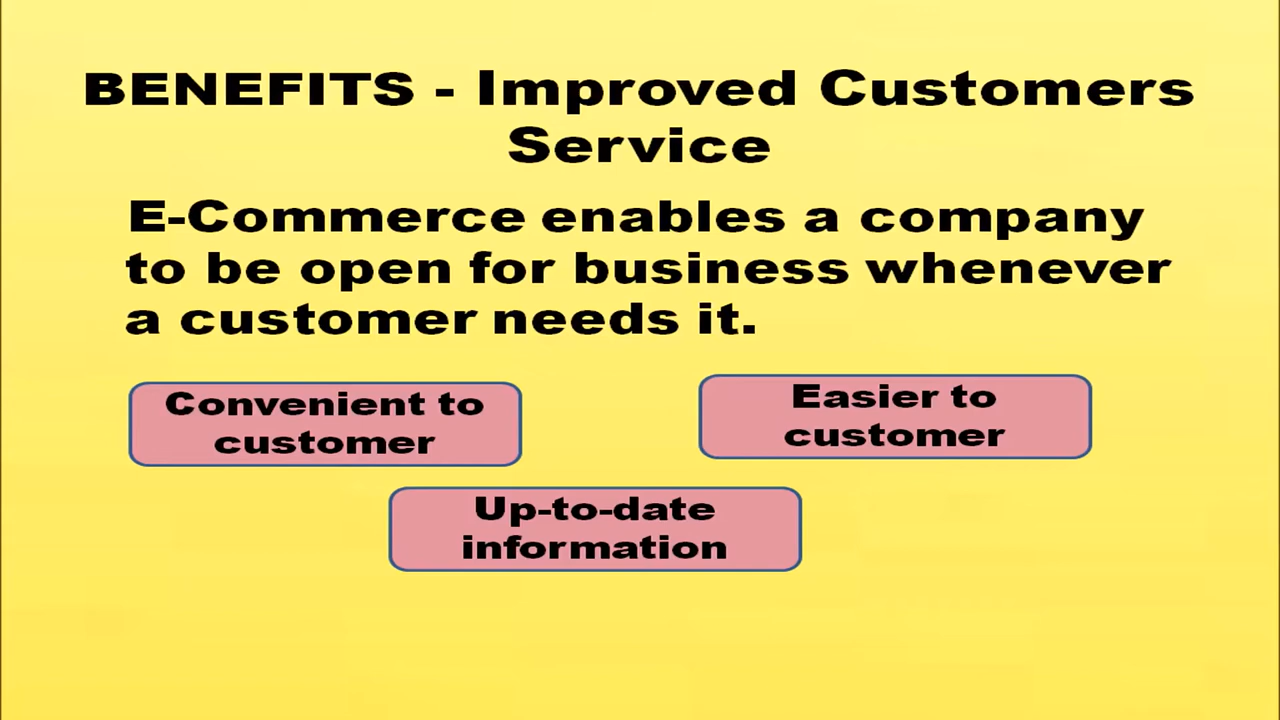 BENEFITS - Improved Customers
Service
E-Commerce enables a company
to be open for business whenever
a customer needs it.
Convenient to
customer
Easier to
customer
Up-to-date
information